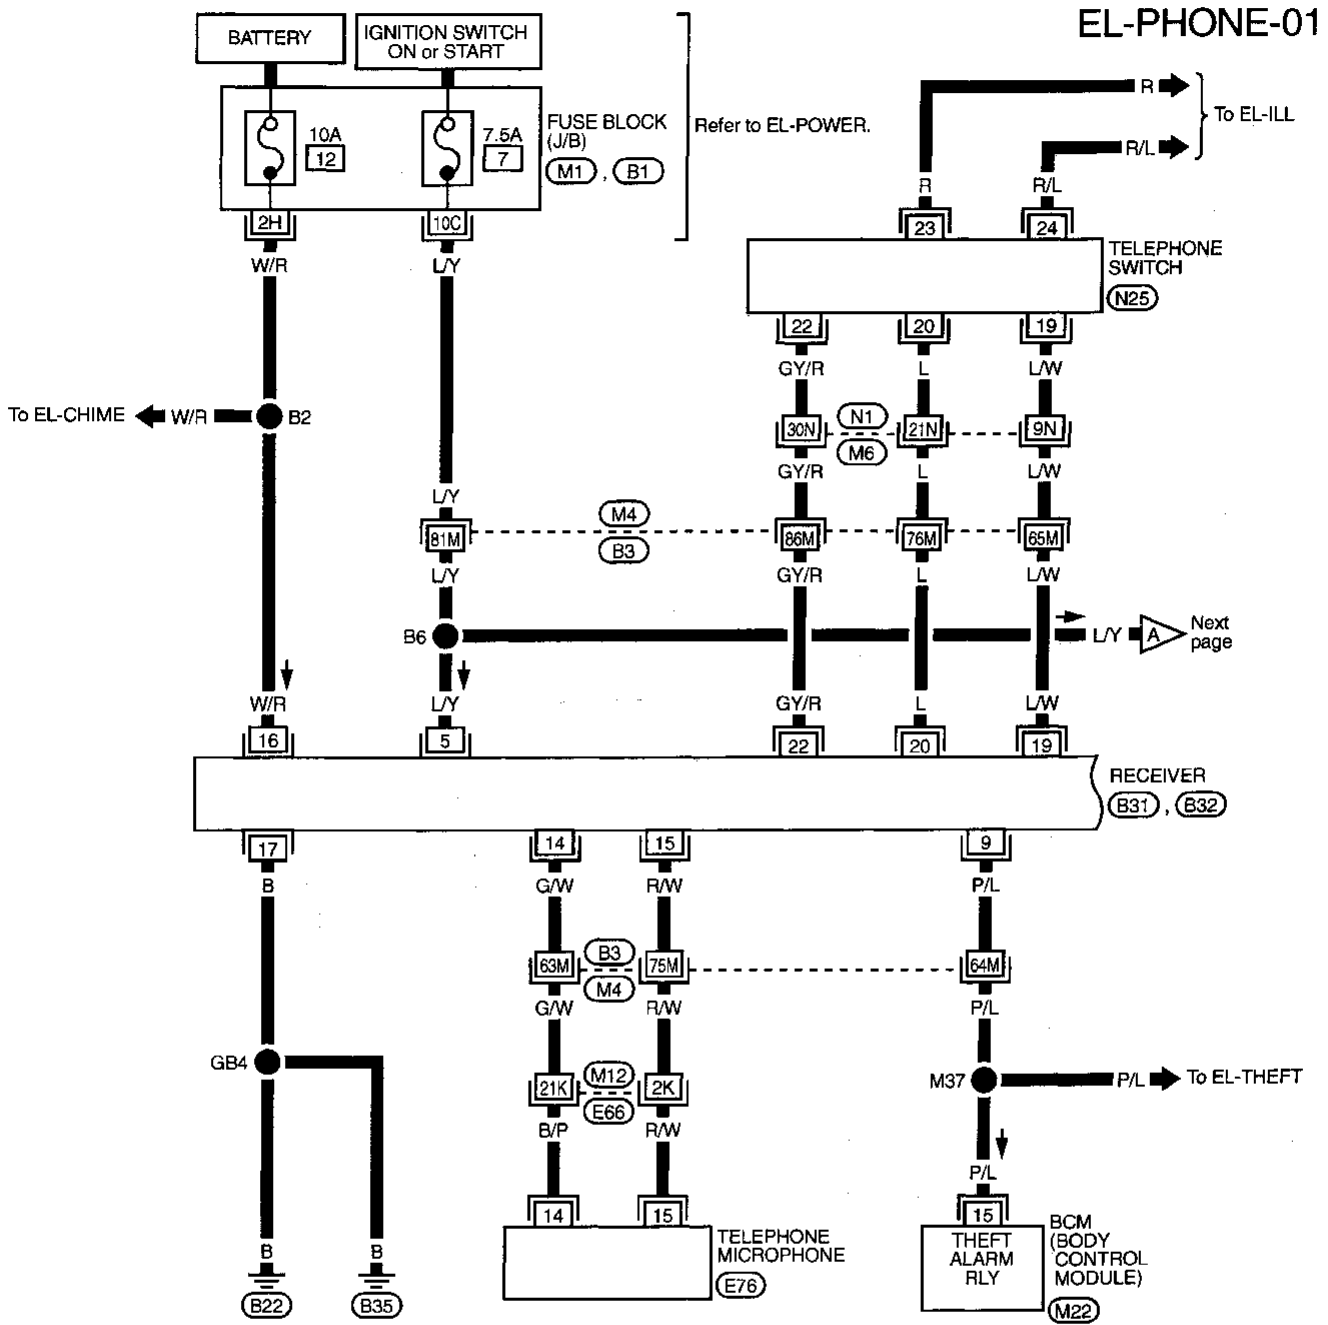 EL-PHONE-01
BATTERY
IGNITION SWITCH
ON or START
R
To EL-ILL
R/L
FUSE BLOCK
(J/B)
M1 , B1
10A
12
7.5A
7
Refer to EL-POWER.
R
R/L
2H
10C
23
24
W/R
L/Y
TELEPHONE
SWITCH
N25
22
20
19
GY/R
L
L/W
To EL-CHIME
W/R
B2
30N
N1
M6
21N
9N
GY/R
L
L/W
L/Y
81M
M4
B3
86M
76M
65M
L/Y
GY/R
L
L/W
B6
L/Y
A
Next
page
W/R
L/Y
GY/R
L
L/W
16
5
22
20
19
RECEIVER
B31 , B32
17
14
15
9
B
G/W
R/W
P/L
63M
B3
M4
75M
64M
G/W
R/W
P/L
GB4
21K
M12
E66
2K
M37
P/L
To EL-THEFT
B/P
R/W
P/L
14
15
15
B
B
TELEPHONE
MICROPHONE
E76
THEFT
ALARM
RLY
BCM
(BODY
CONTROL
MODULE)
M22
B22
B35